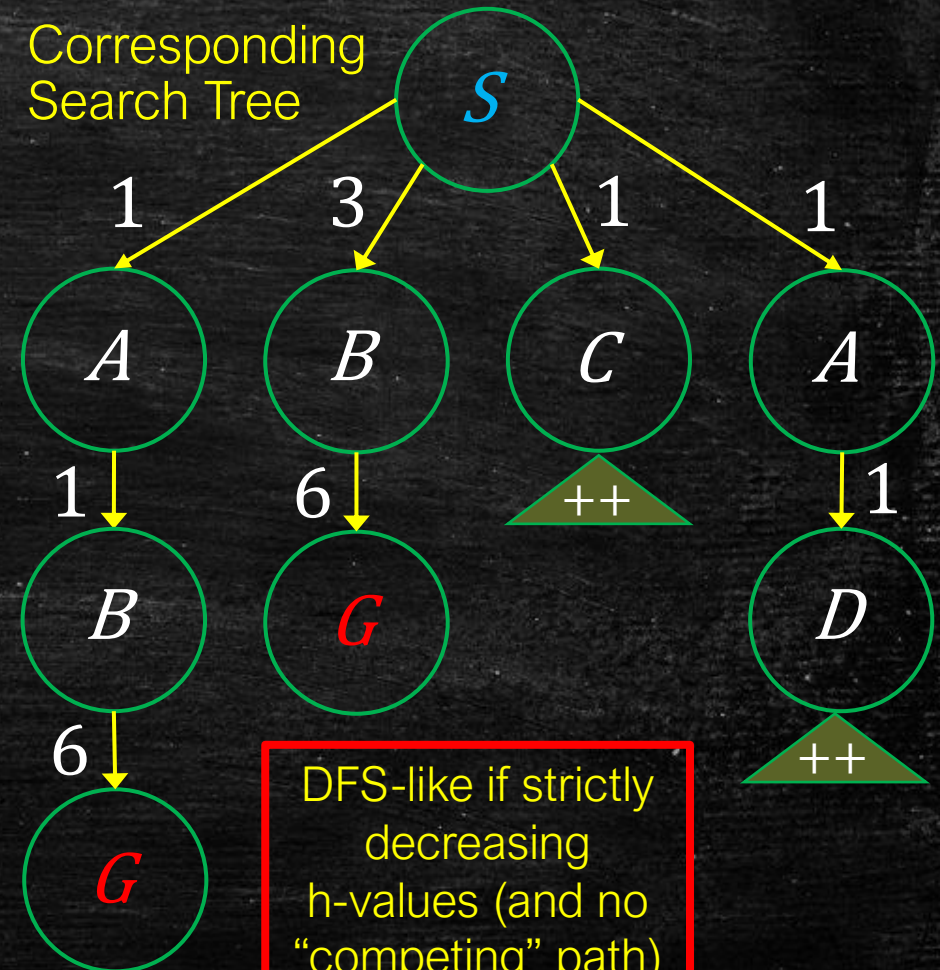 Corresponding
Search Tree
S
1
3
1
1
A
B
C
A
1
6
++
1
B
G
D
6
++
G
DFS-like if strictly
decreasing
h-values (and no
“competing” path)